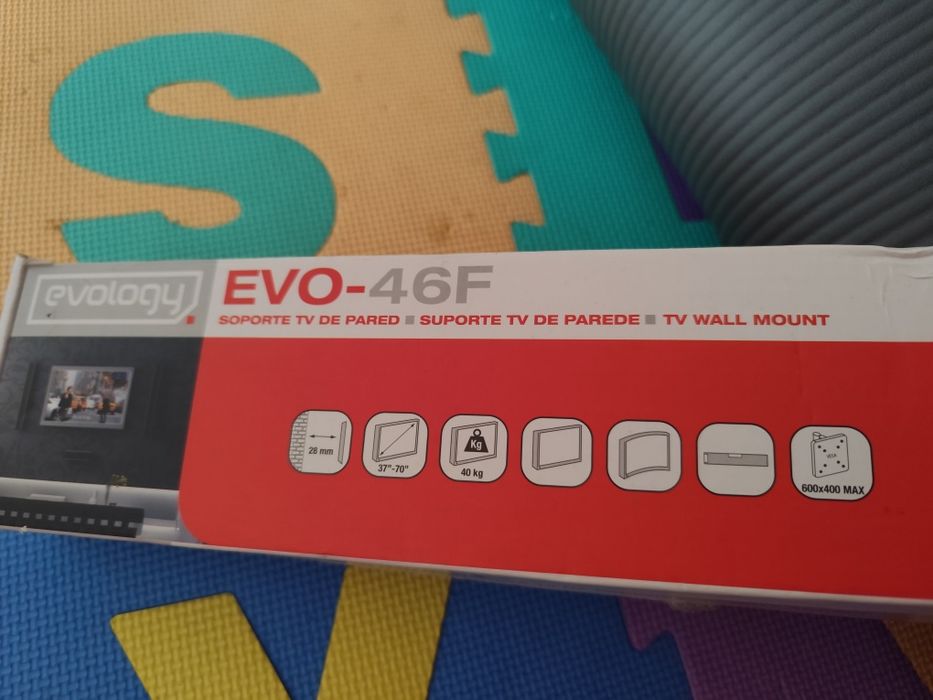 S
evology
EVO-46F
SOPORTE TV DE PARED ■ SUPORTE TV DE PAREDE ■ TV WALL MOUNT
28 mm
37"-70"
Kg
40 kg
VESA
600x400 MAX
Y